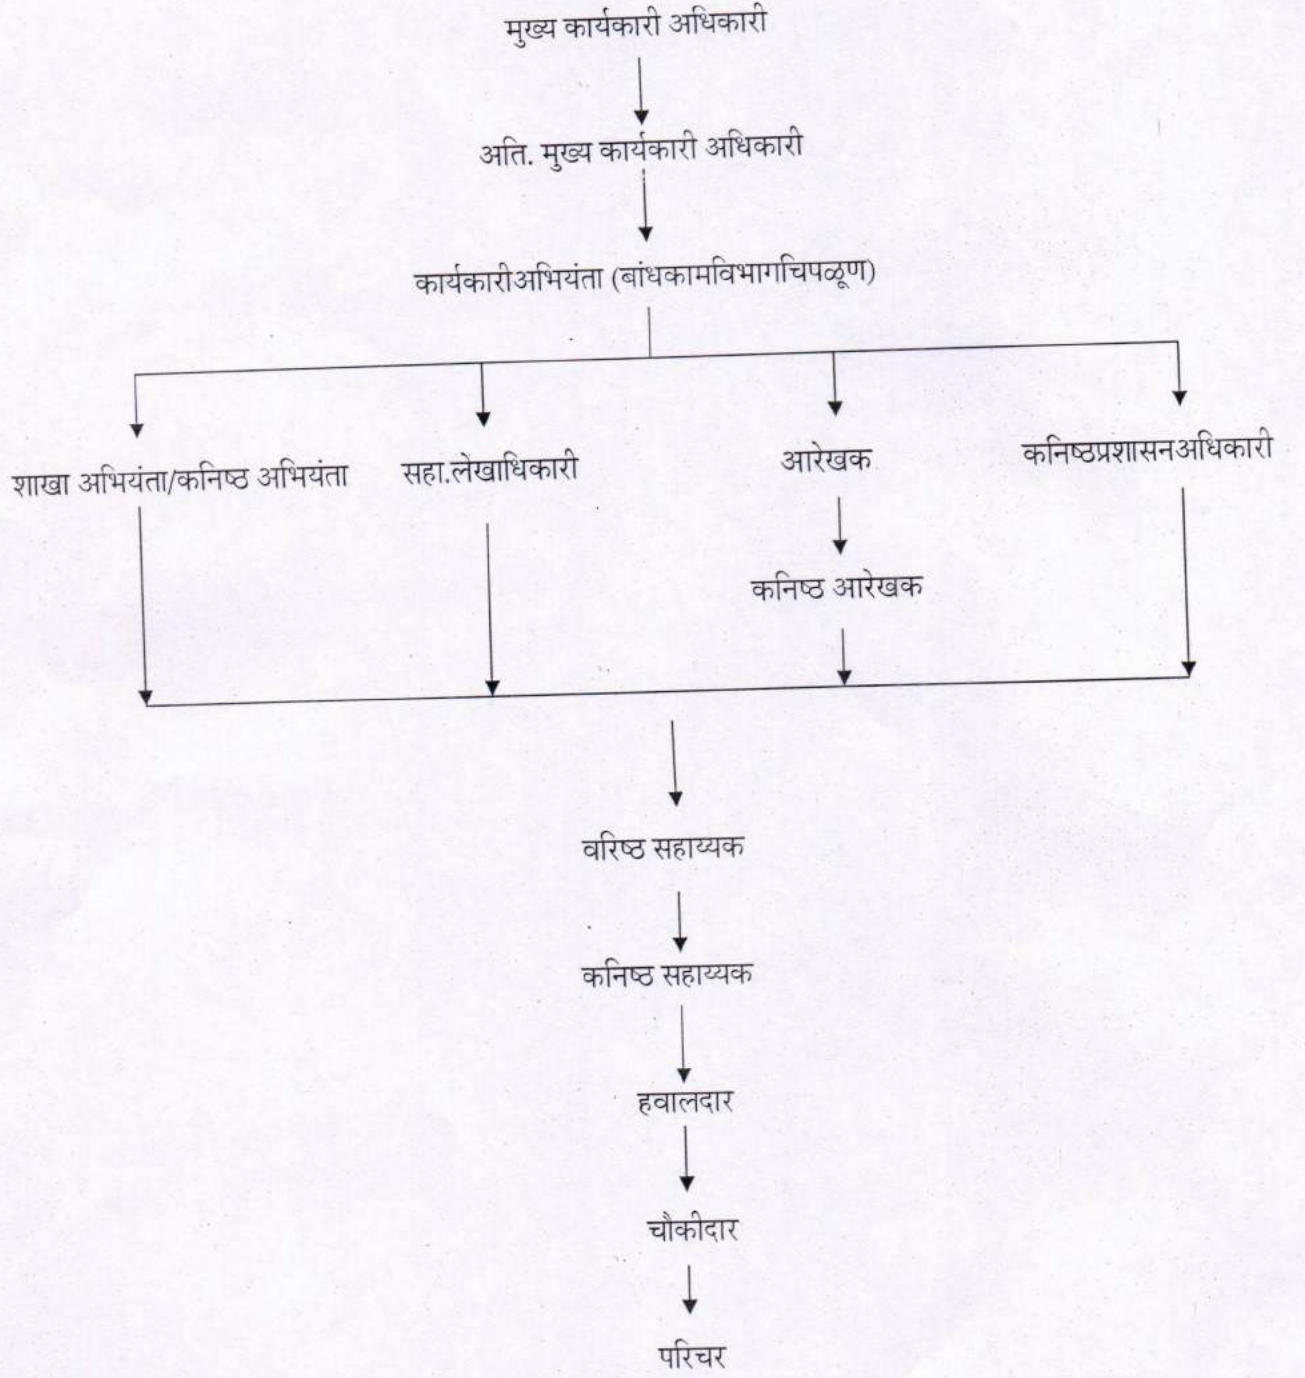 मुख्य कार्यकारी अधिकारी
अति. मुख्य कार्यकारी अधिकारी
कार्यकारीअभियंता (बांधकामविभागचिपळूण)
शाखा अभियंता/कनिष्ठ अभियंता
सहा.लेखाधिकारी
आरेखक
कनिष्ठप्रशासनअधिकारी
कनिष्ठ आरेखक
वरिष्ठ सहाय्यक
कनिष्ठ सहाय्यक
हवालदार
चौकीदार
परिचर